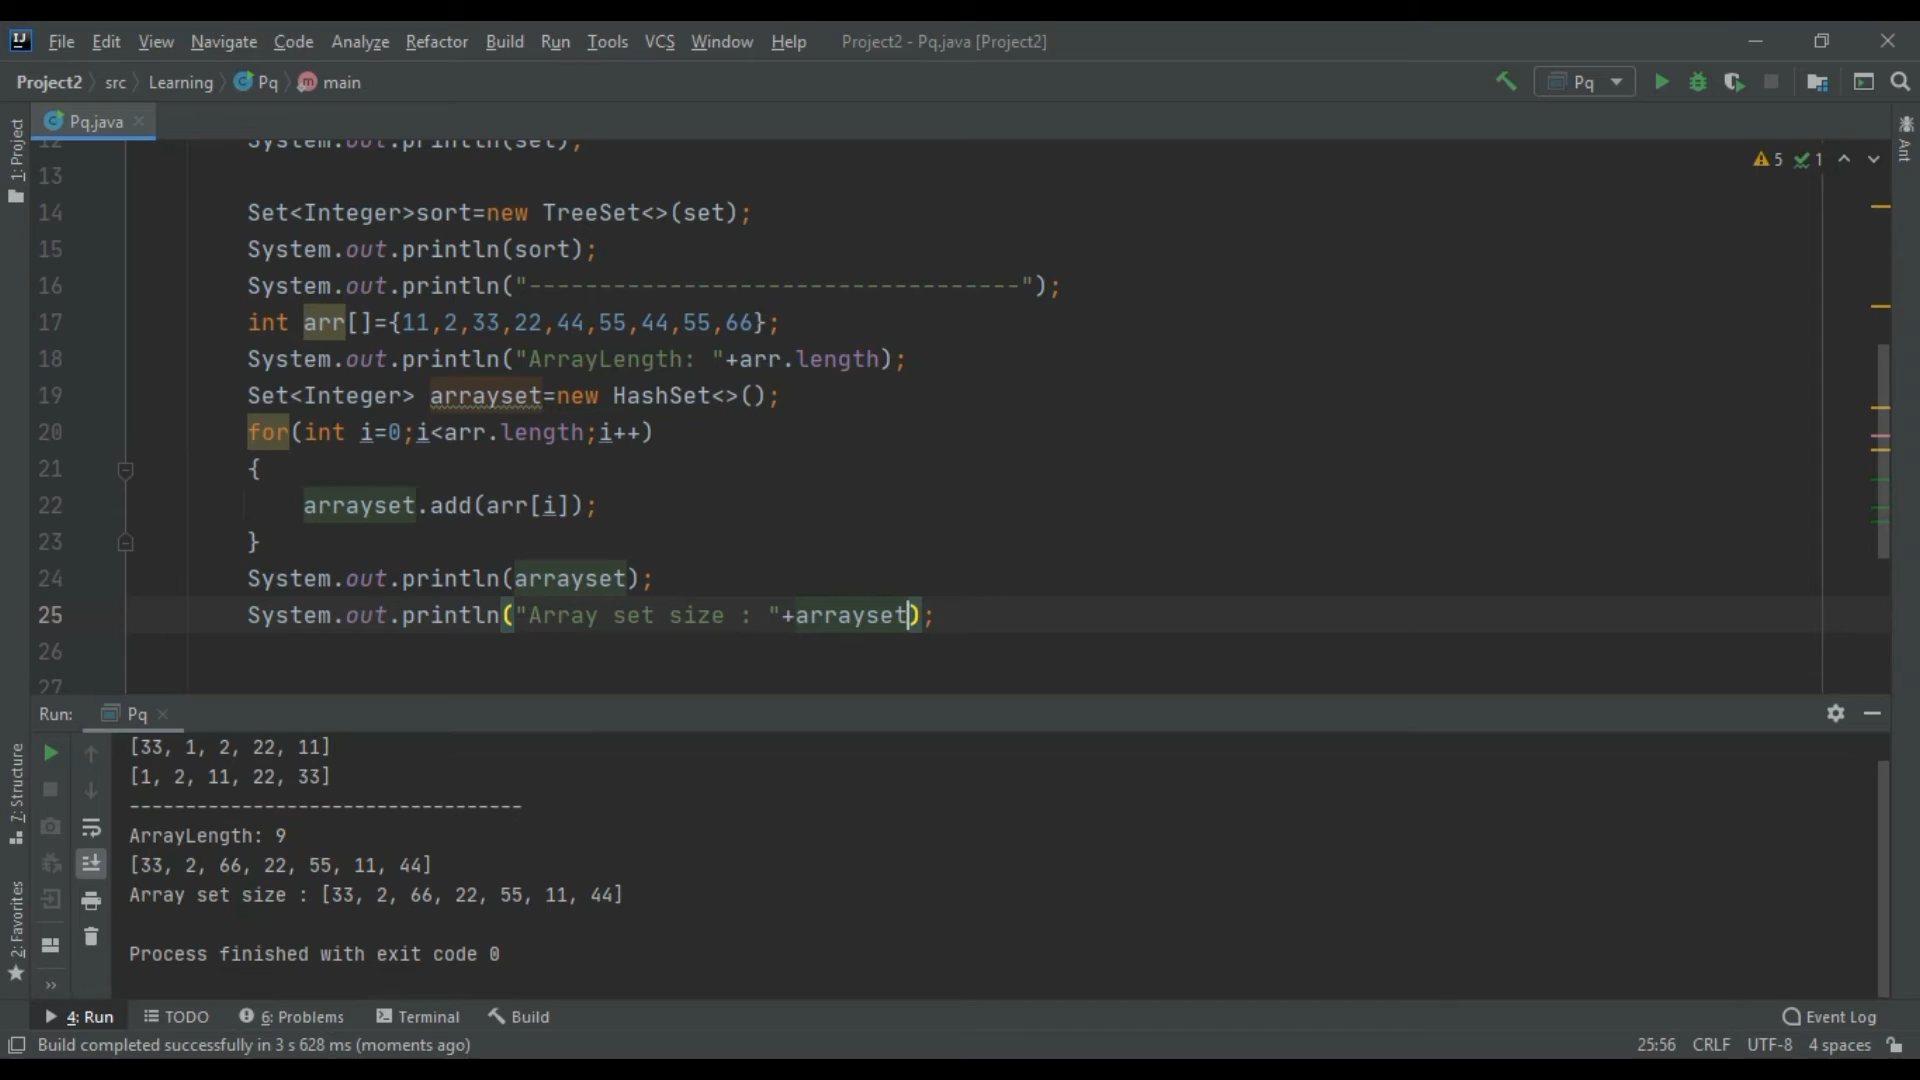 File Edit View Navigate Code Analyze Refactor Build Run Tools VCS Window Help Project2 - Pq.java [Project2]
Project2 src Learning Pq main
Pq
Pq.java
1: Project
Ant
5 1
12 System.out.println(set);
13
14 Set<Integer>sort=new TreeSet<>(set);
15 System.out.println(sort);
16 System.out.println("-----------------------------------");
17 int arr[]={11,2,33,22,44,55,44,55,66};
18 System.out.println("ArrayLength: "+arr.length);
19 Set<Integer> arrayset=new HashSet<>();
20 for(int i=0;i<arr.length;i++)
21 {
22 arrayset.add(arr[i]);
23 }
24 System.out.println(arrayset);
25 System.out.println("Array set size : "+arrayset);
26
27
Run: Pq
7: Structure
2: Favorites
[33, 1, 2, 22, 11]
[1, 2, 11, 22, 33]
-----------------------------------
ArrayLength: 9
[33, 2, 66, 22, 55, 11, 44]
Array set size : [33, 2, 66, 22, 55, 11, 44]
Process finished with exit code 0
4: Run TODO 6: Problems Terminal Build Event Log
Build completed successfully in 3 s 628 ms (moments ago) 25:56 CRLF UTF-8 4 spaces